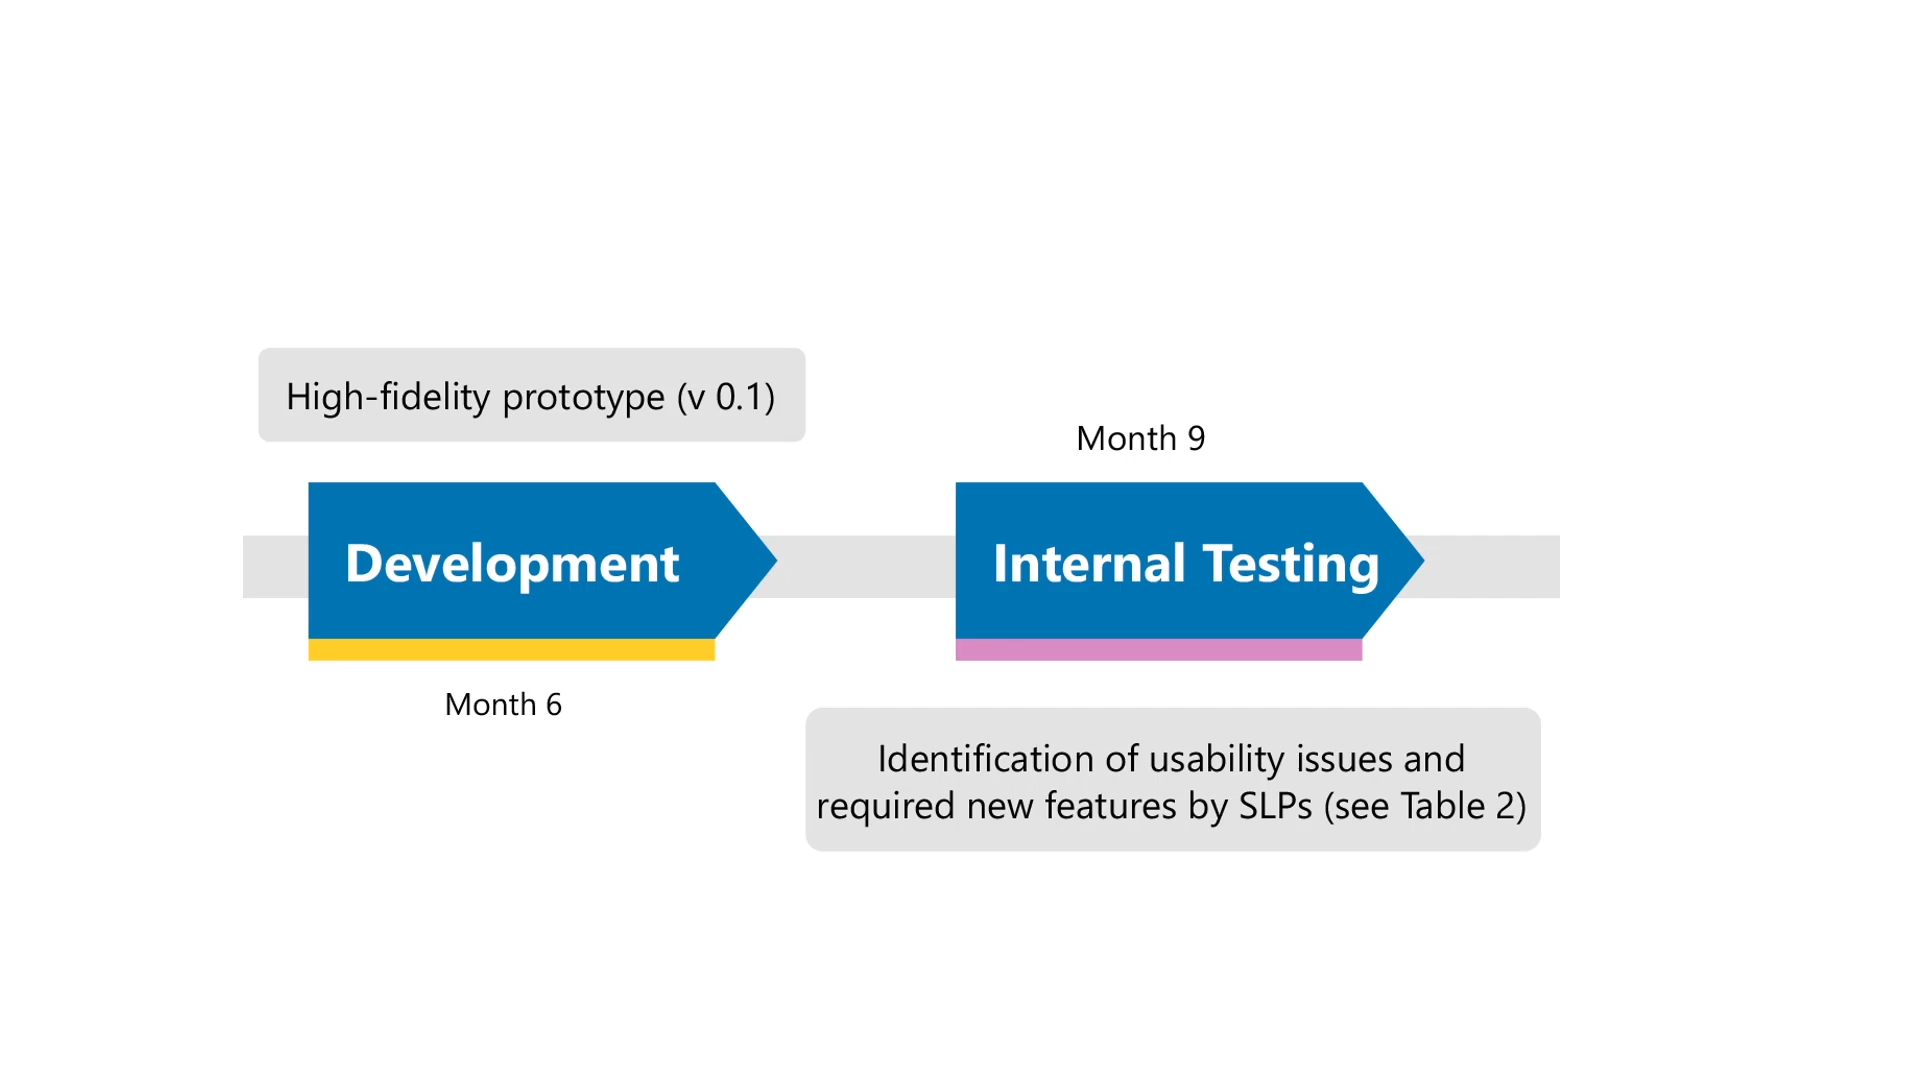 High-fidelity prototype (v 0.1)
Development
Month 6
Month 9
Internal Testing
Identification of usability issues and
required new features by SLPs (see Table 2)